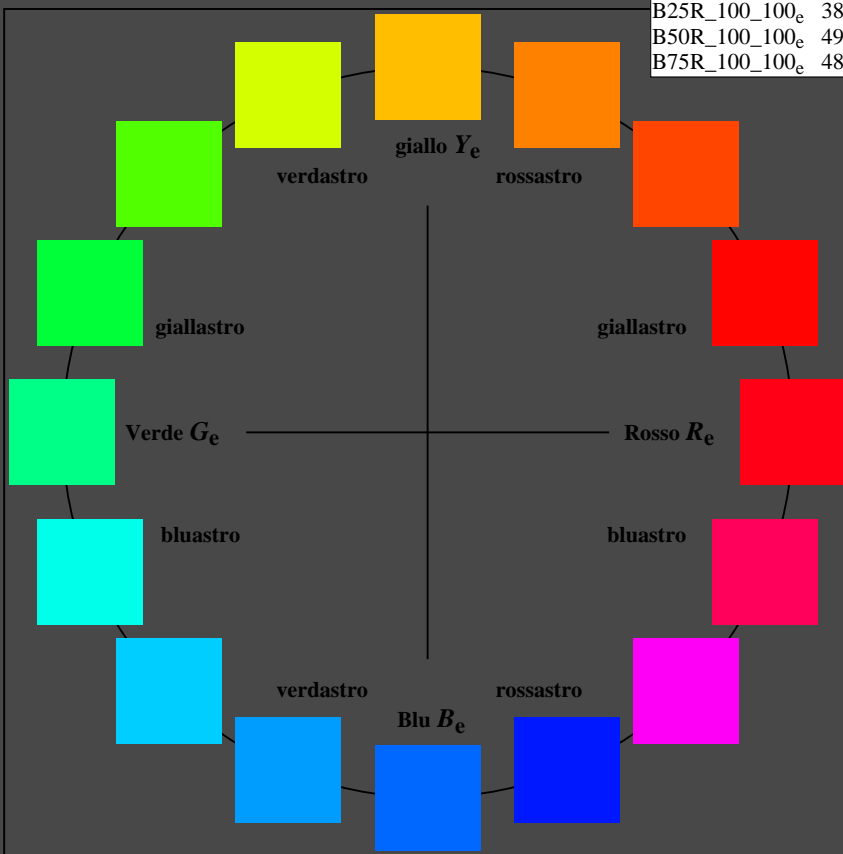 B25R_100_100e 38
B50R_100_100e 49
B75R_100_100e 48
giallo Ye
verdastro rossastro
giallastro giallastro
Verde Ge Rosso Re
bluastro bluastro
verdastro rossastro
Blu Be